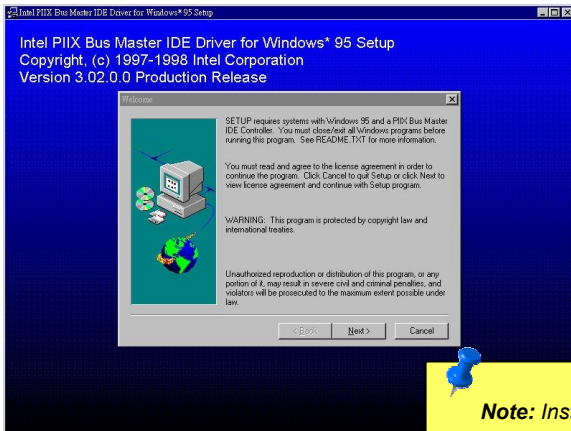 Intel PIIX Bus Master IDE Driver for Windows* 95 Setup
Intel PIIX Bus Master IDE Driver for Windows* 95 Setup
Copyright, (c) 1997-1998 Intel Corporation
Version 3.02.0.0 Production Release
Welcome
SETUP requires systems with Windows 95 and a PIIX Bus Master
IDE Controller. You must close/exit all Windows programs before
running this program. See README.TXT for more information.
You must read and agree to the license agreement in order to
continue the program. Click Cancel to quit Setup or click Next to
view license agreement and continue with Setup program.
WARNING: This program is protected by copyright law and
international treaties.
Unauthorized reproduction or distribution of this program, or any
portion of it, may result in severe civil and criminal penalties, and
violators will be prosecuted to the maximum extent possible under
law.
< Back
Next >
Cancel
Note: